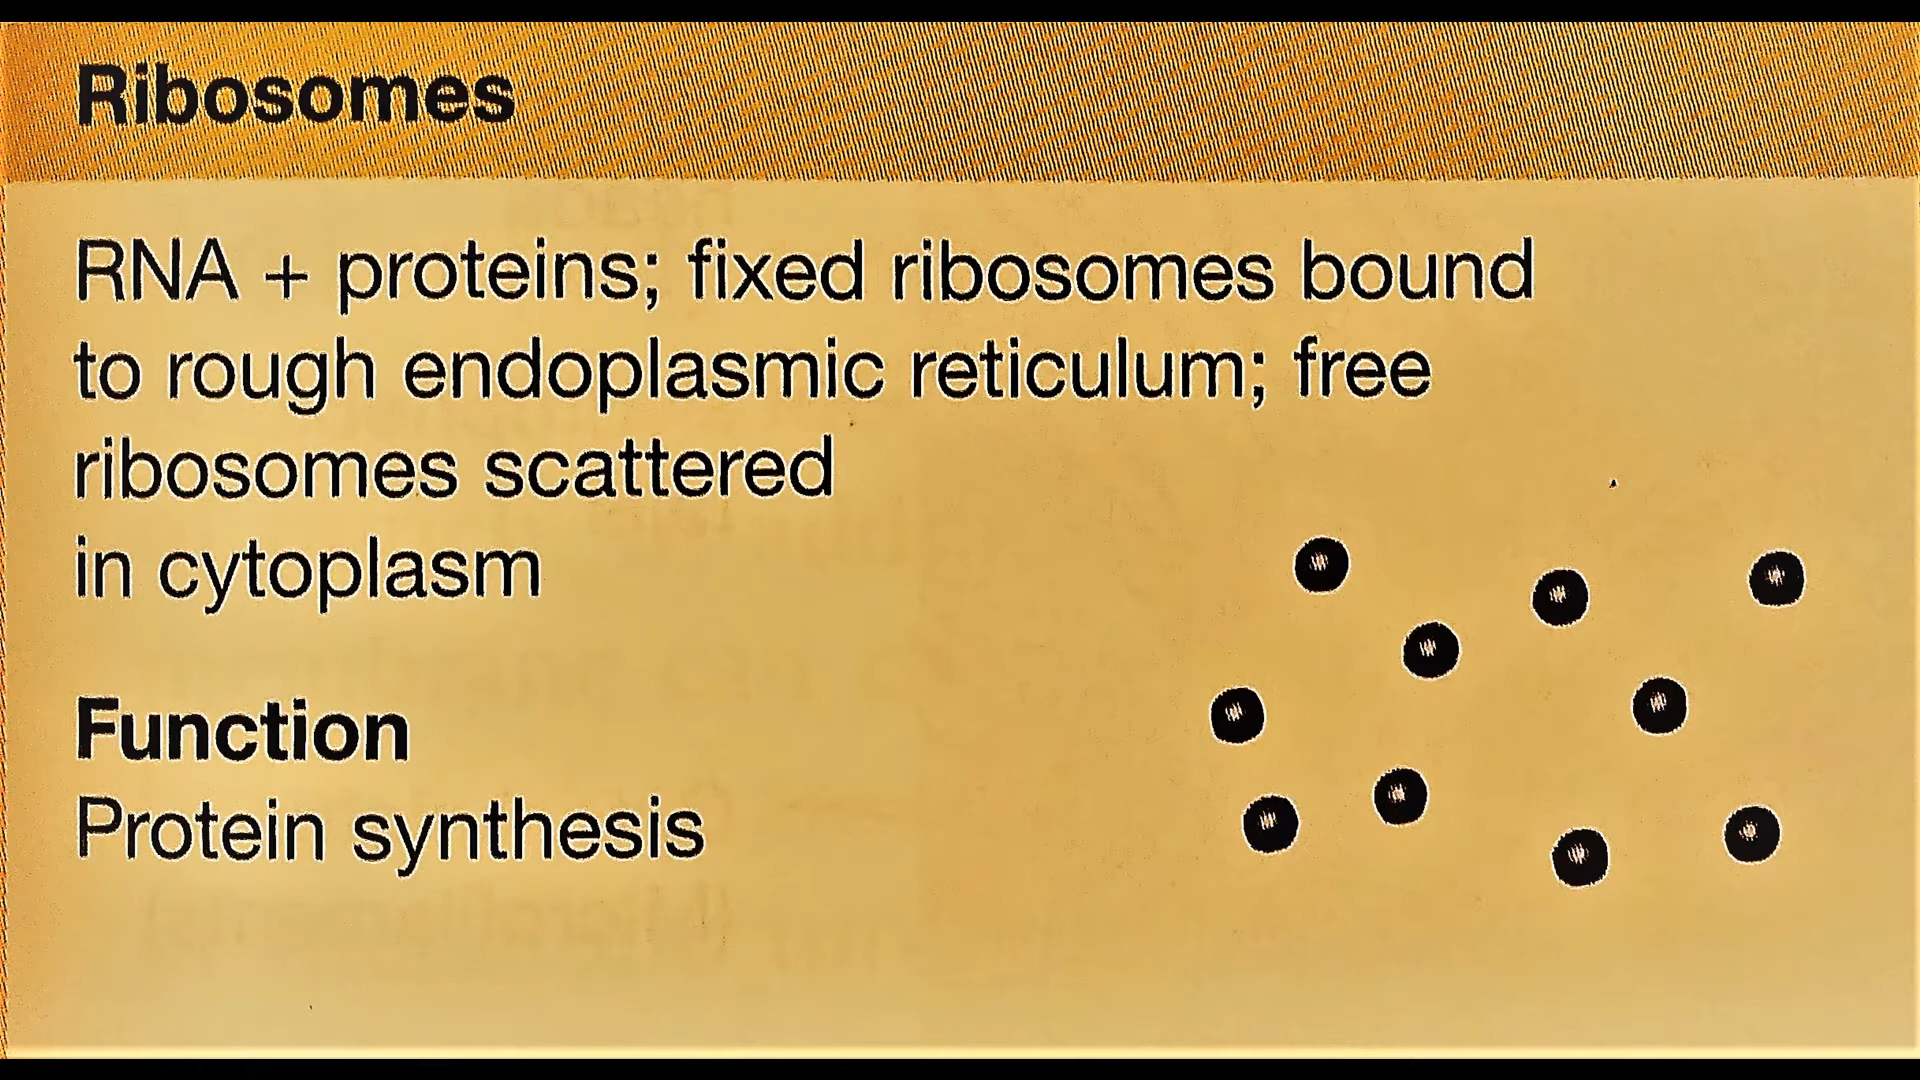 Ribosomes
RNA + proteins; fixed ribosomes bound
to rough endoplasmic reticulum; free
ribosomes scattered
in cytoplasm
Function
Protein synthesis